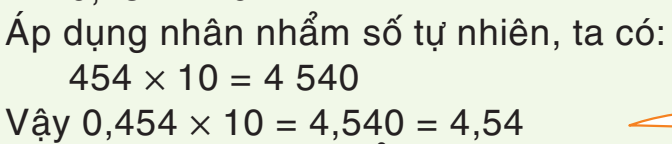 Áp dụng nhân nhẩm số tự nhiên, ta có:
454 × 10 = 4 540
Vậy 0,454 × 10 = 4,540 = 4,54